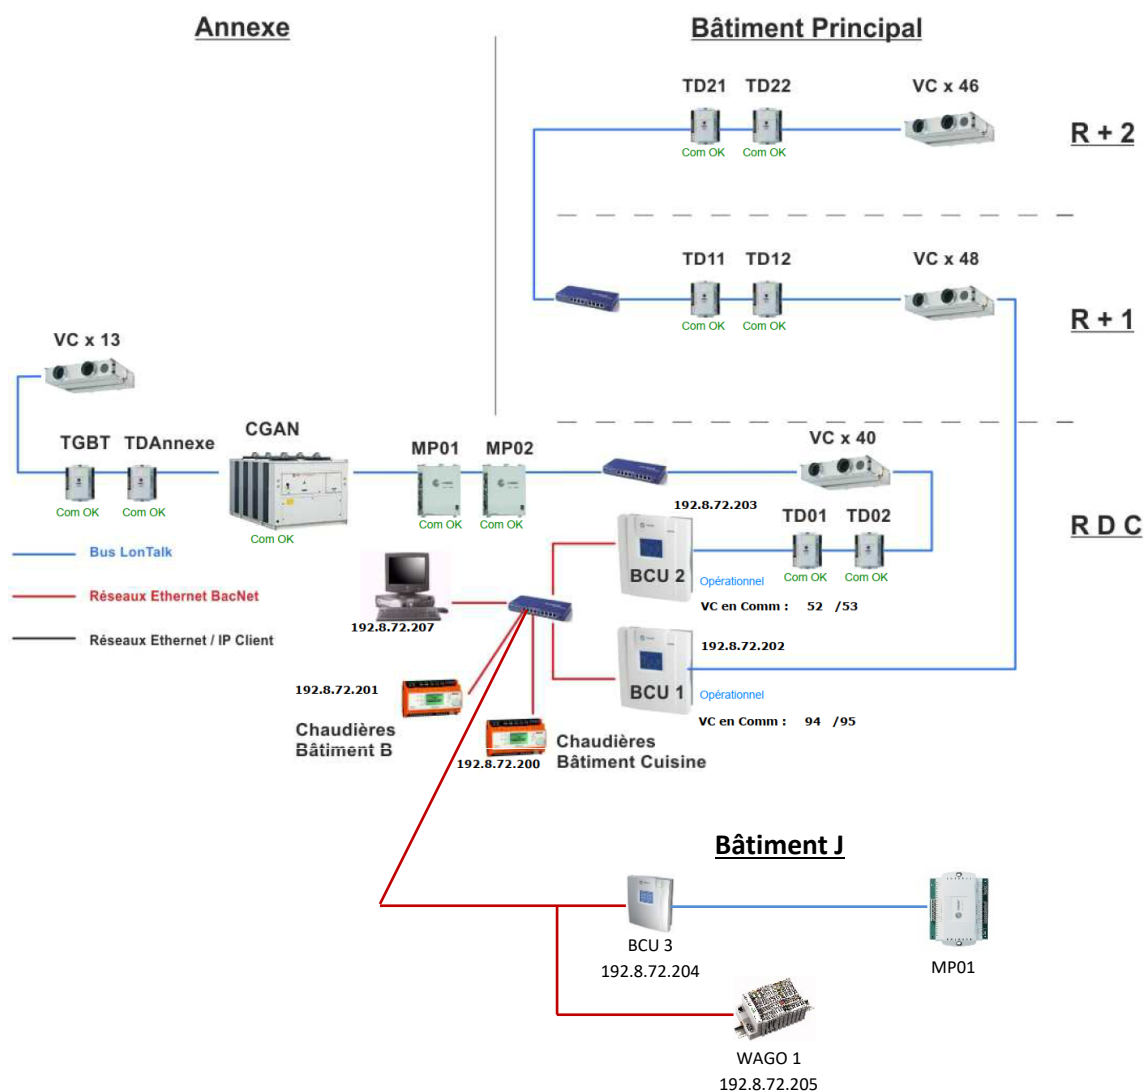 Annexe
Bâtiment Principal
TD21
TD22
VC x 46
Com OK
Com OK
R + 2
TD11
TD12
VC x 48
Com OK
Com OK
R + 1
VC x 13
TGBT
TDAnnexe
CGAN
MP01
MP02
VC x 40
Com OK
Com OK
Com OK
Com OK
Com OK
192.8.72.203
TD01
TD02
R D C
Com OK
Com OK
BCU 2
Opérationnel
VC en Comm : 52 /53
Bus LonTalk
Réseaux Ethernet BacNet
Réseaux Ethernet / IP Client
192.8.72.207
192.8.72.202
BCU 1
Opérationnel
VC en Comm : 94 /95
192.8.72.201
Chaudières
Bâtiment B
192.8.72.200
Chaudières
Bâtiment Cuisine
Bâtiment J
BCU 3
192.8.72.204
MP01
WAGO 1
192.8.72.205